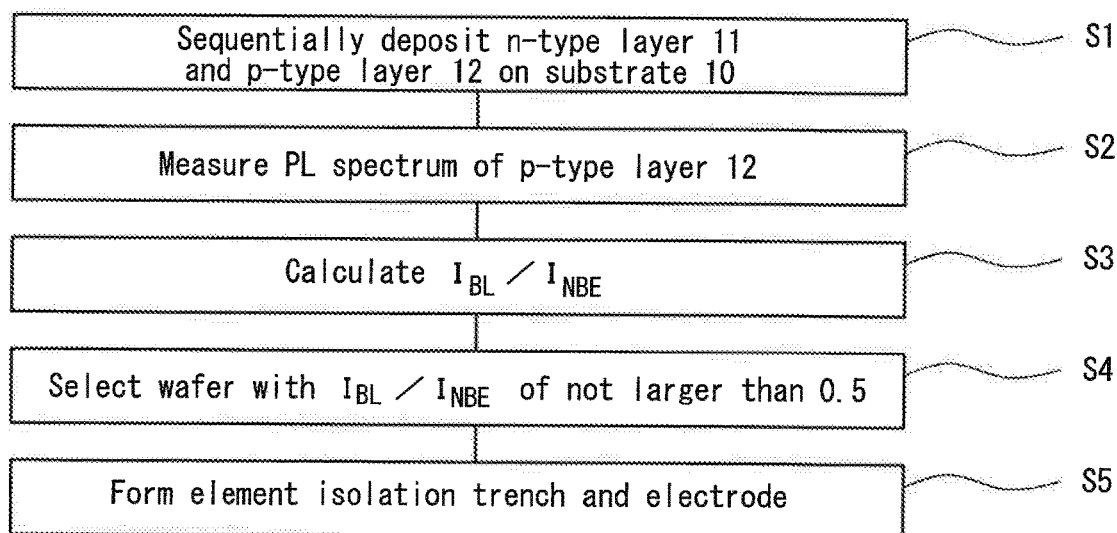 Sequentially deposit n-type layer 11
and p-type layer 12 on substrate 10
S1
Measure PL spectrum of p-type layer 12
S2
Calculate I_BL / I_NBE
S3
Select wafer with I_BL / I_NBE of not larger than 0.5
S4
Form element isolation trench and electrode
S5